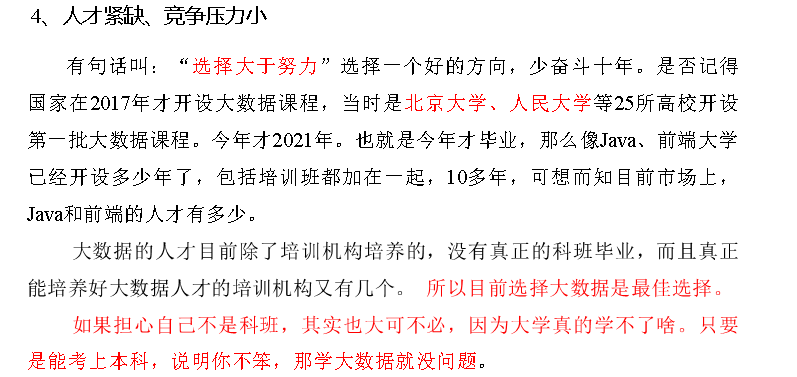 4、人才紧缺、竞争压力小
有句话叫：“选择大于努力”选择一个好的方向，少奋斗十年。是否记得
国家在2017年才开设大数据课程，当时是北京大学、人民大学等25所高校开设
第一批大数据课程。今年才2021年。也就是今年才毕业，那么像Java、前端大学
已经开设多少年了，包括培训班都加在一起，10多年，可想而知目前市场上，
Java和前端的人才有多少。
大数据的人才目前除了培训机构培养的，没有真正的科班毕业，而且真正
能培养好大数据人才的培训机构又有几个。 所以目前选择大数据是最佳选择。
如果担心自己不是科班，其实也大可不必，因为大学真的学不了啥。只要
是能考上本科，说明你不笨，那学大数据就没问题。